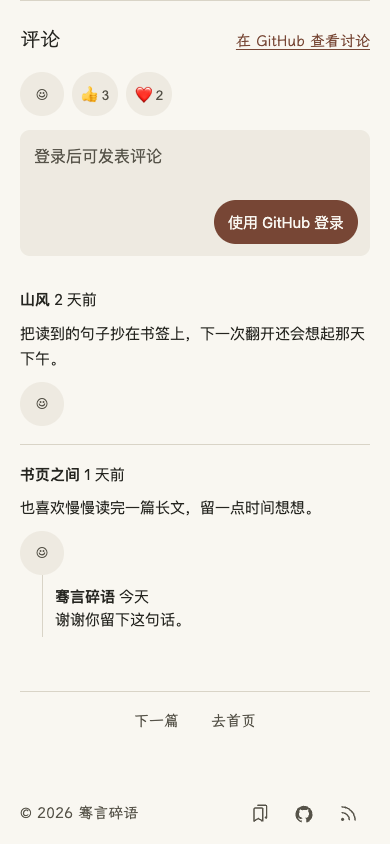 评论
在 GitHub 查看讨论
3
2
登录后可发表评论
使用 GitHub 登录
山风 2 天前
把读到的句子抄在书签上，下一次翻开还会想起那天
下午。
书页之间 1 天前
也喜欢慢慢读完一篇长文，留一点时间想想。
骞言碎语 今天
谢谢你留下这句话。
下一篇
去首页
© 2026 骞言碎语